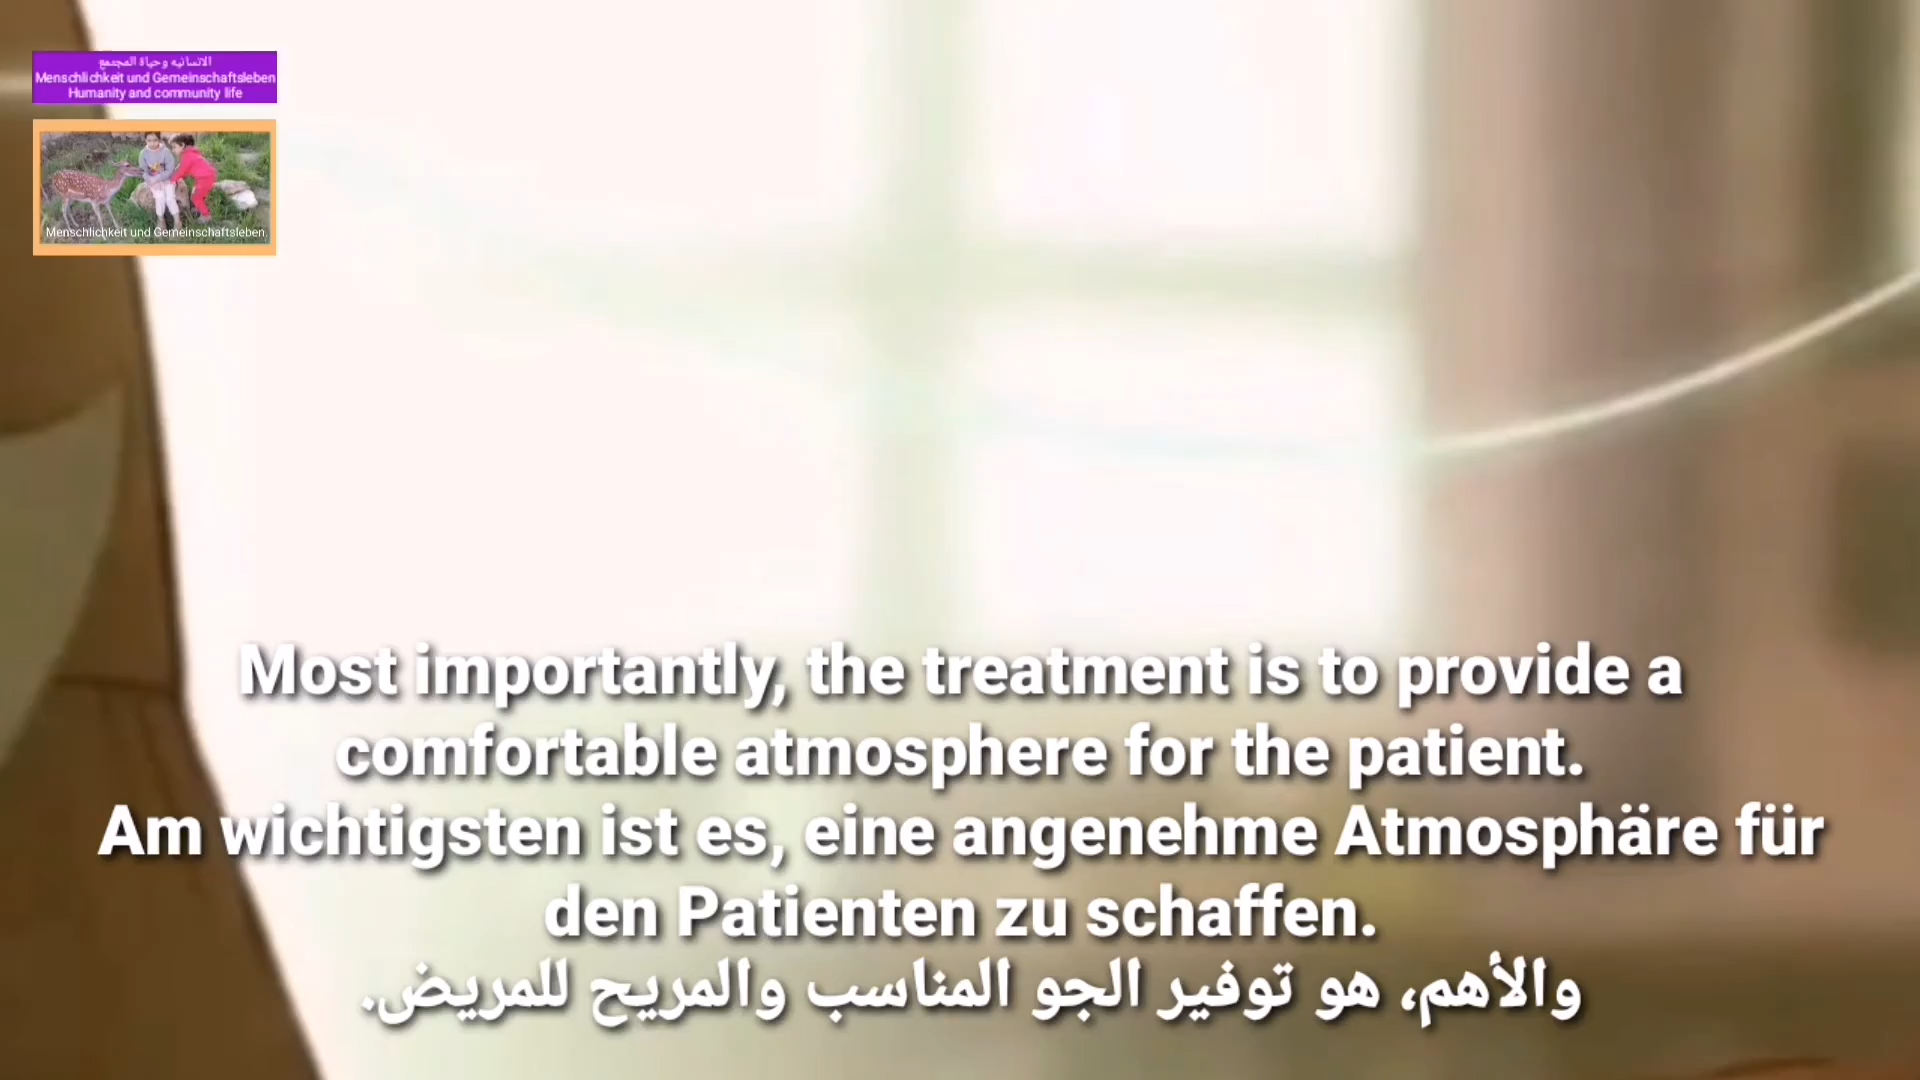 الانسانيه وحياة المجتمع
Menschlichkeit und Gemeinschaftsleben
Humanity and community life
Menschlichkeit und Gemeinschaftsleben.
Most importantly, the treatment is to provide a
comfortable atmosphere for the patient.
Am wichtigsten ist es, eine angenehme Atmosphäre für
den Patienten zu schaffen.
والأهم، هو توفير الجو المناسب والمريح للمريض.